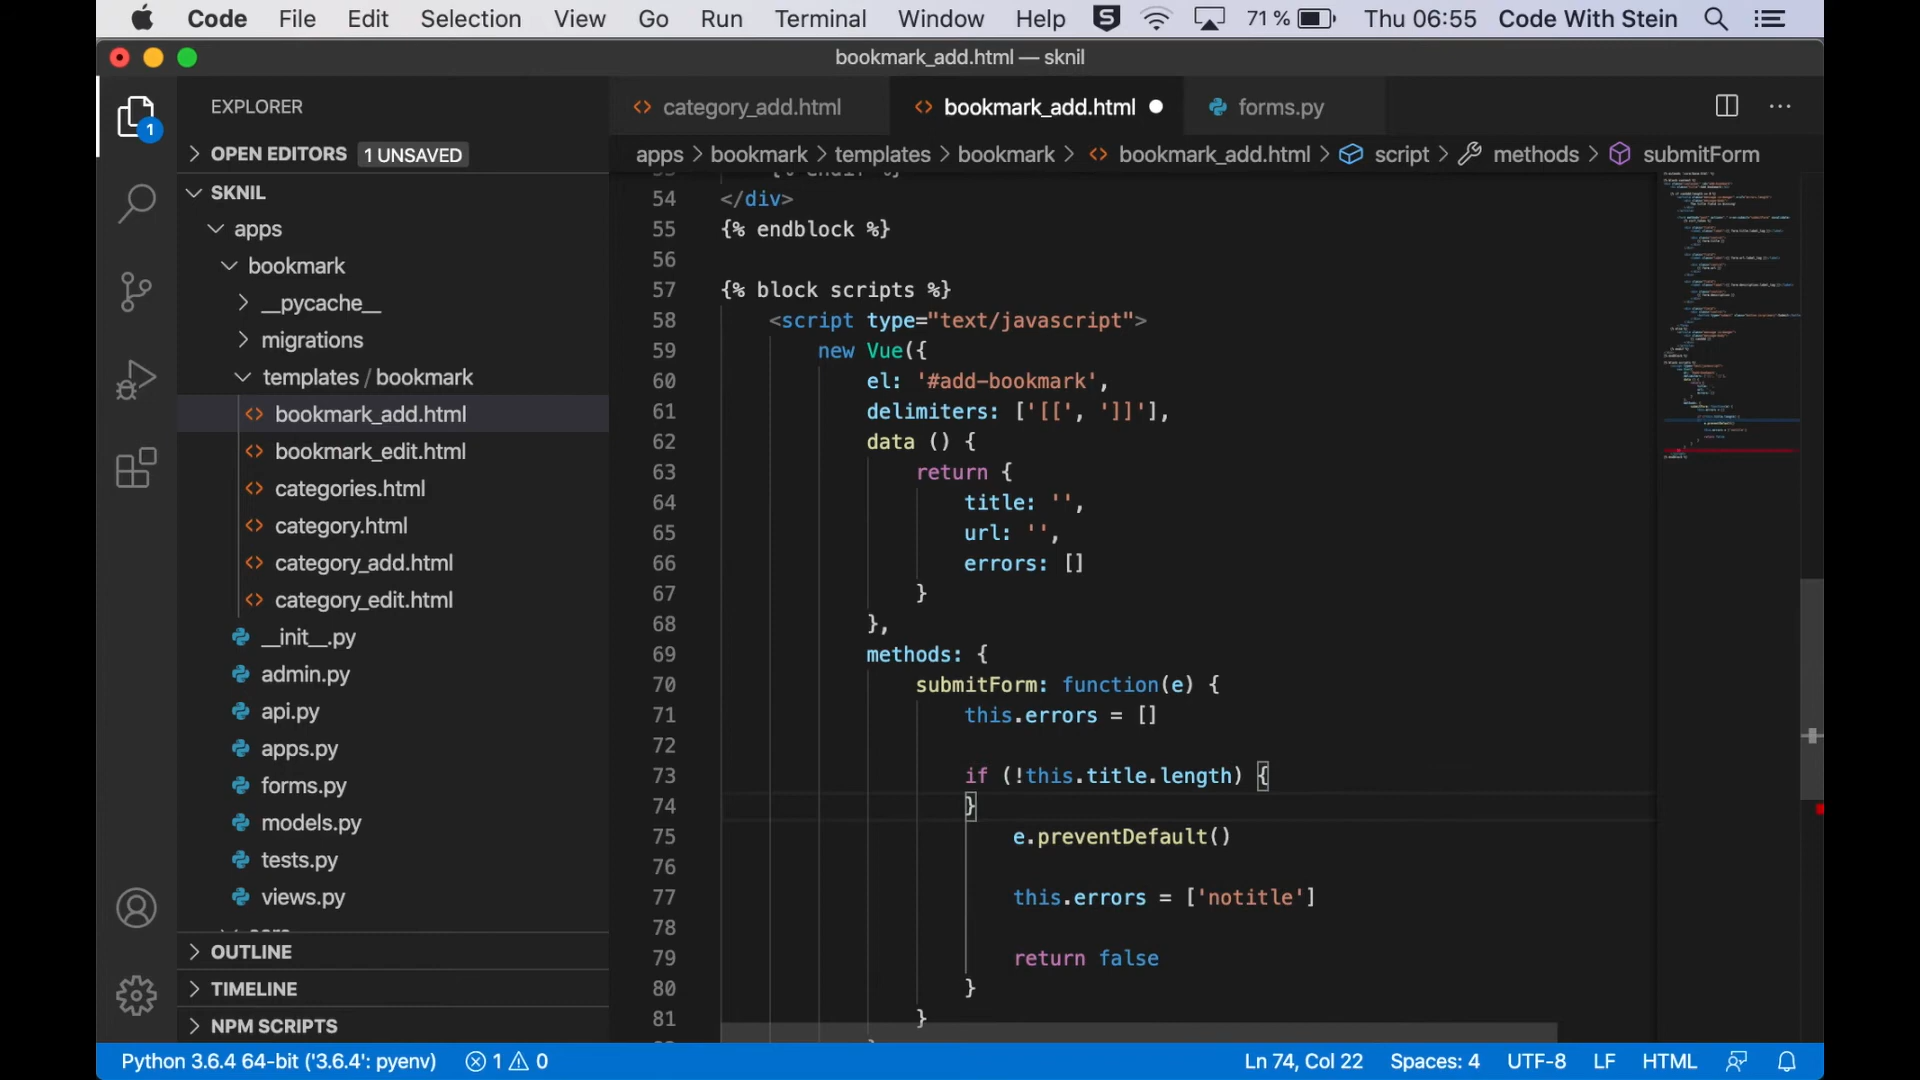 Code File Edit Selection View Go Run Terminal Window Help S 71 % Thu 06:55 Code With Stein
bookmark_add.html — sknil
EXPLORER
OPEN EDITORS 1 UNSAVED
SKNIL
apps
bookmark
__pycache__
migrations
templates / bookmark
bookmark_add.html
bookmark_edit.html
categories.html
category.html
category_add.html
category_edit.html
__init__.py
admin.py
api.py
apps.py
forms.py
models.py
tests.py
views.py
OUTLINE
TIMELINE
NPM SCRIPTS
1
category_add.html bookmark_add.html forms.py
apps > bookmark > templates > bookmark > bookmark_add.html > script > methods > submitForm
54 </div>
55 {% endblock %}
56
57 {% block scripts %}
58 <script type="text/javascript">
59 new Vue({
60 el: '#add-bookmark',
61 delimiters: ['[[', ']]'],
62 data () {
63 return {
64 title: '',
65 url: '',
66 errors: []
67 }
68 },
69 methods: {
70 submitForm: function(e) {
71 this.errors = []
72
73 if (!this.title.length) {
74 }
75 e.preventDefault()
76
77 this.errors = ['notitle']
78
79 return false
80 }
81 }
Python 3.6.4 64-bit ('3.6.4': pyenv) 1 0 Ln 74, Col 22 Spaces: 4 UTF-8 LF HTML